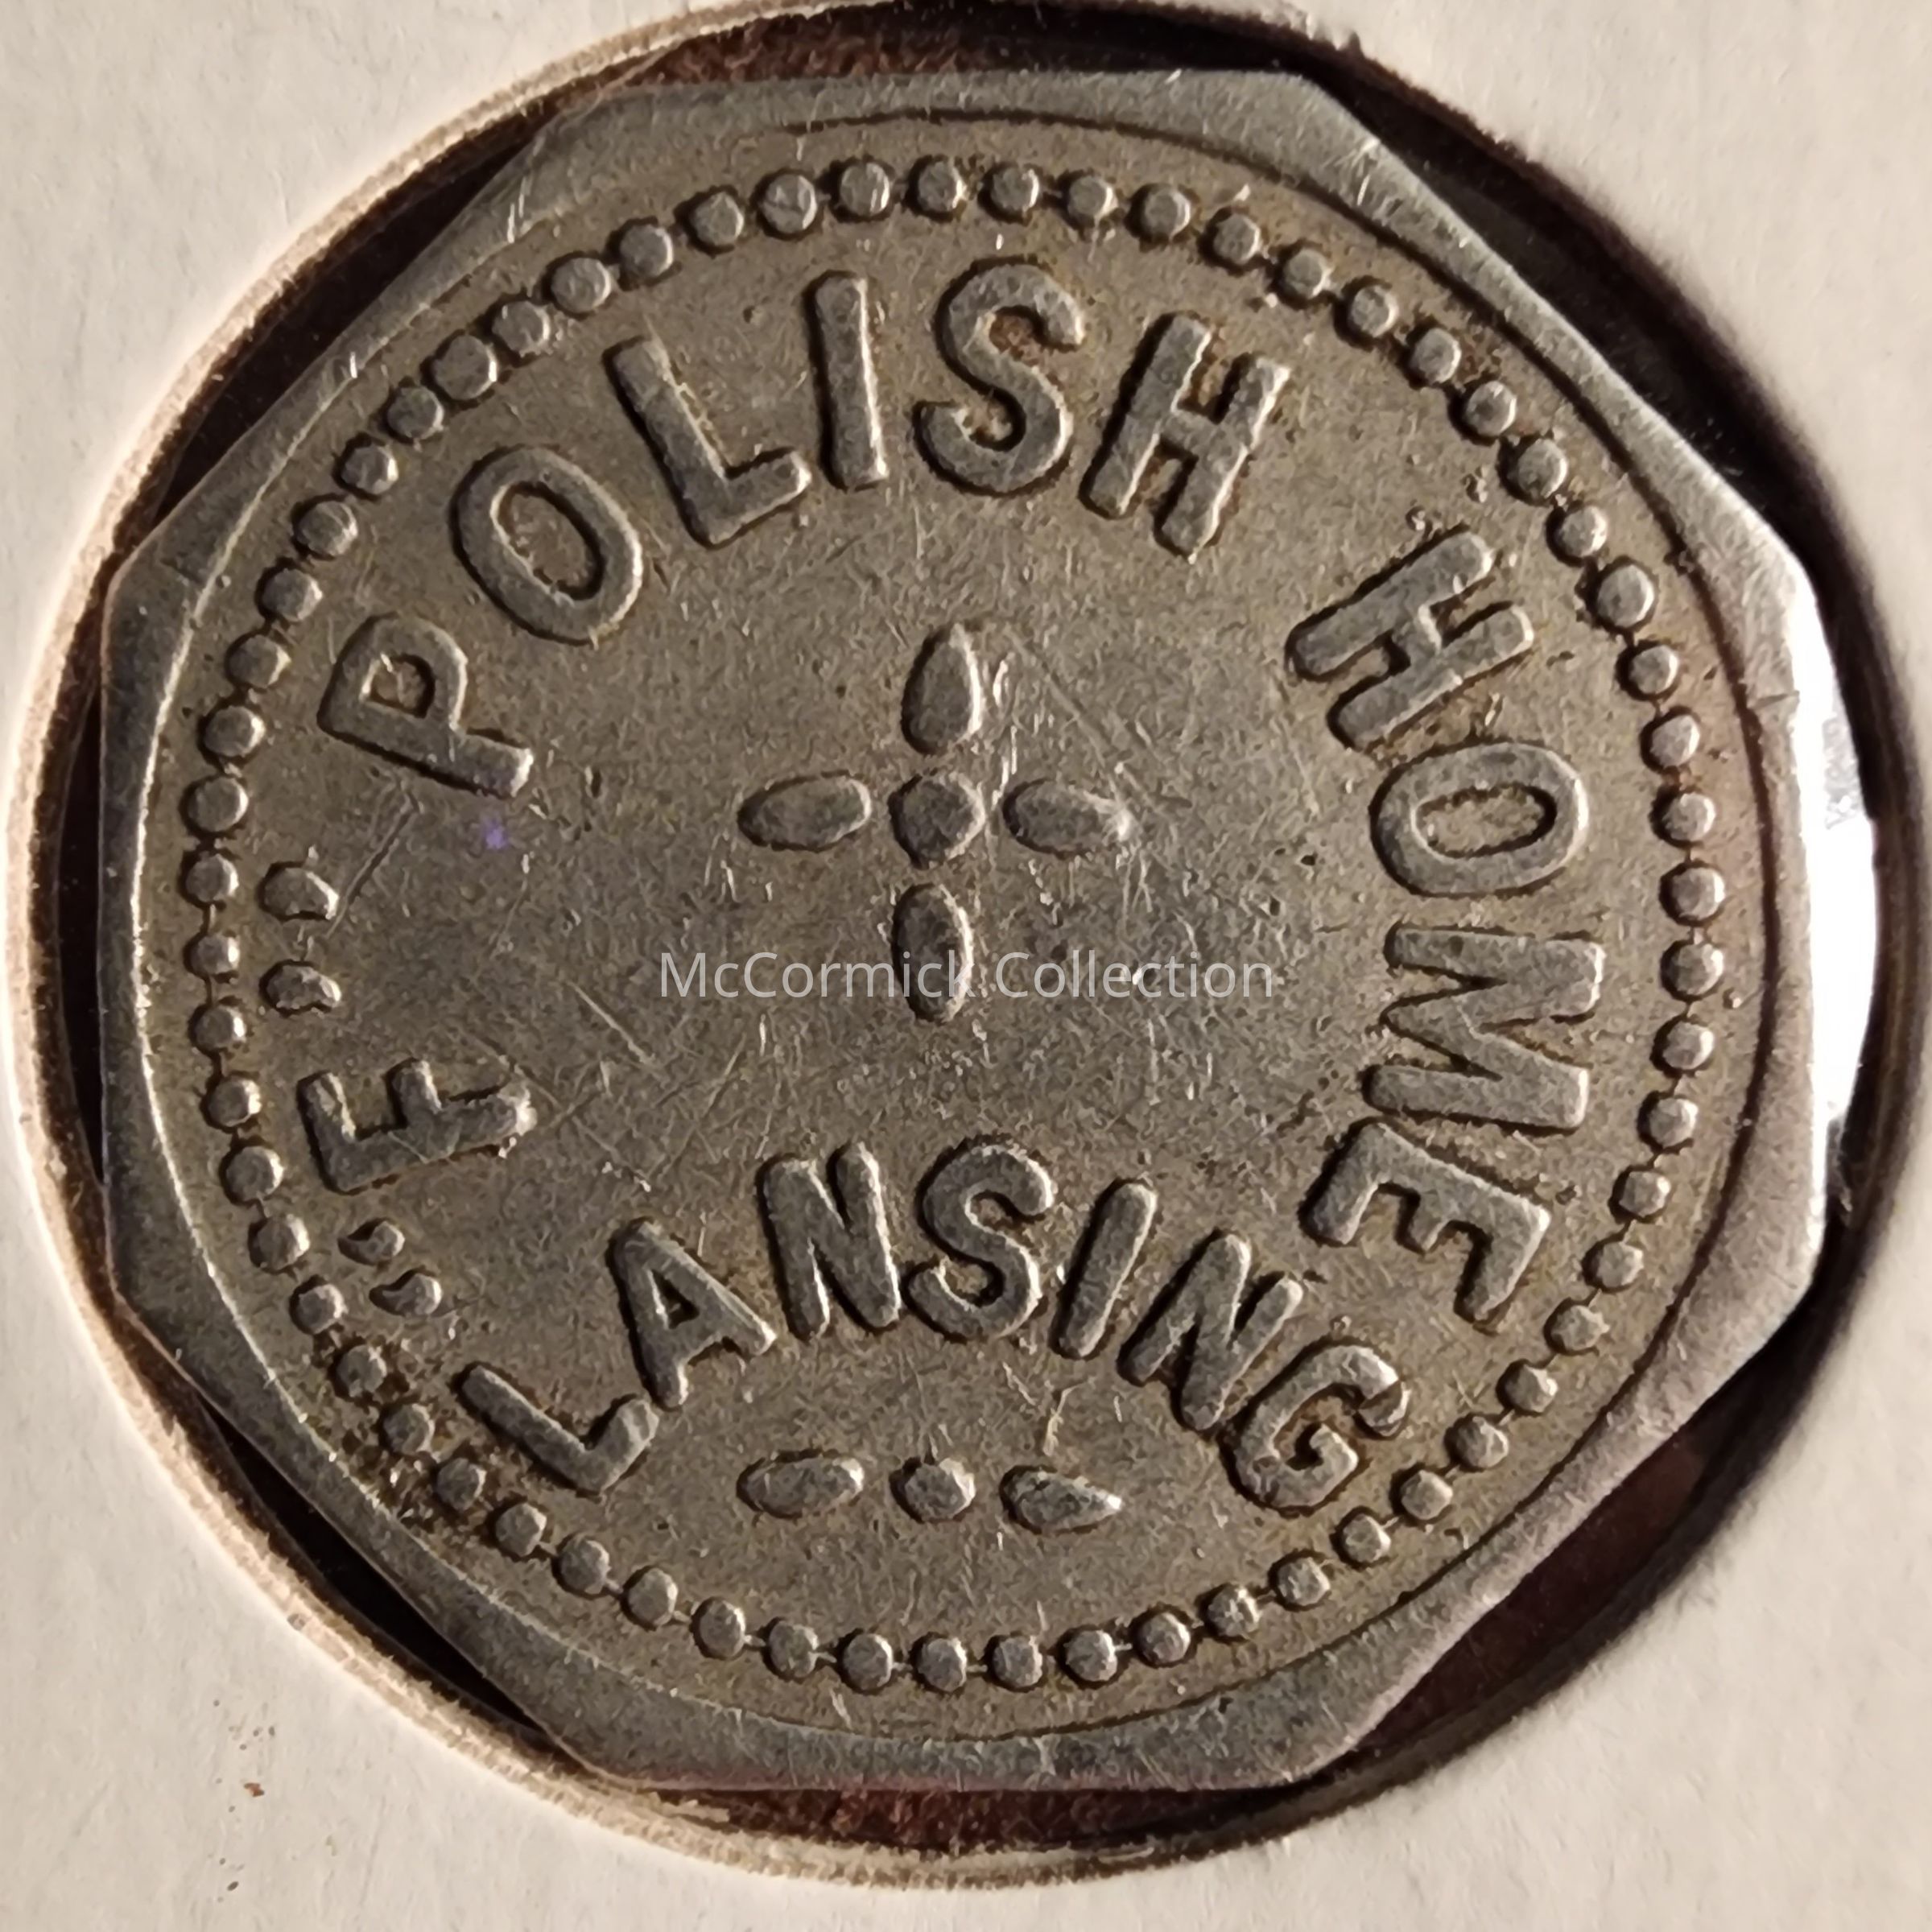 "F" POLISH HOME
LANSING
McCormick Collection